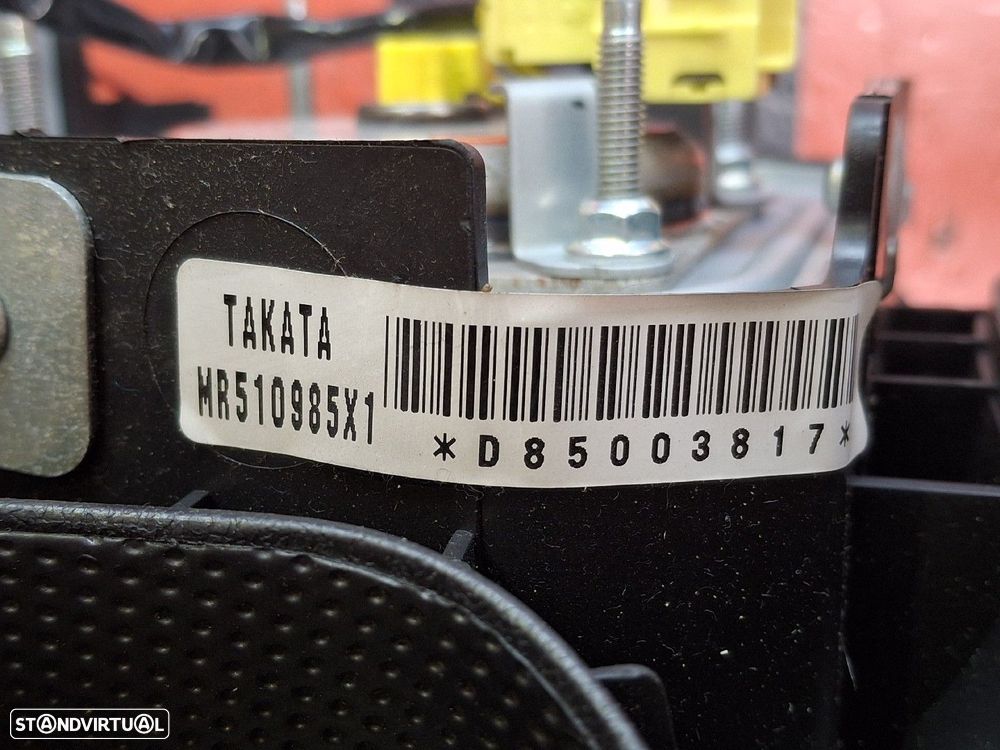 TAKATA
MR510985X1
*D85003817*
STANDVIRTUAL